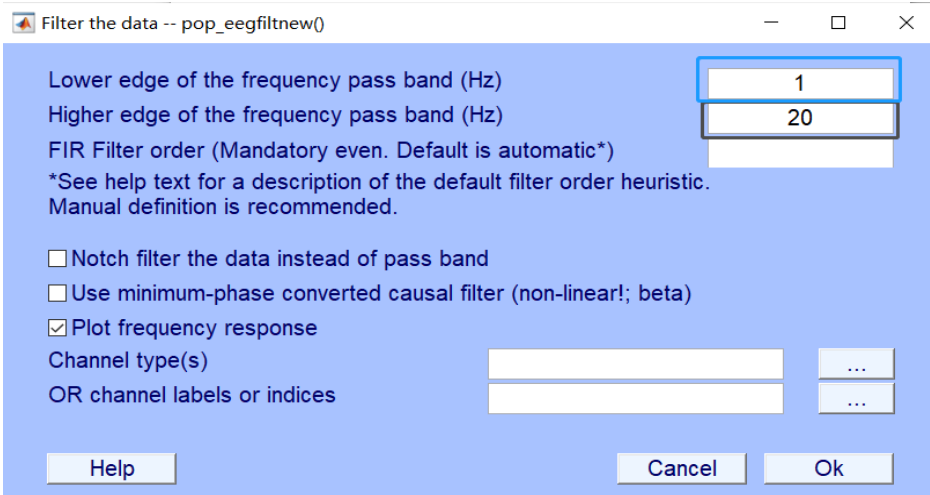 Filter the data -- pop_eegfiltnew()
Lower edge of the frequency pass band (Hz) 1
Higher edge of the frequency pass band (Hz) 20
FIR Filter order (Mandatory even. Default is automatic*)
*See help text for a description of the default filter order heuristic.
Manual definition is recommended.
Notch filter the data instead of pass band
Use minimum-phase converted causal filter (non-linear!; beta)
Plot frequency response
Channel type(s) ...
OR channel labels or indices ...
Help Cancel Ok